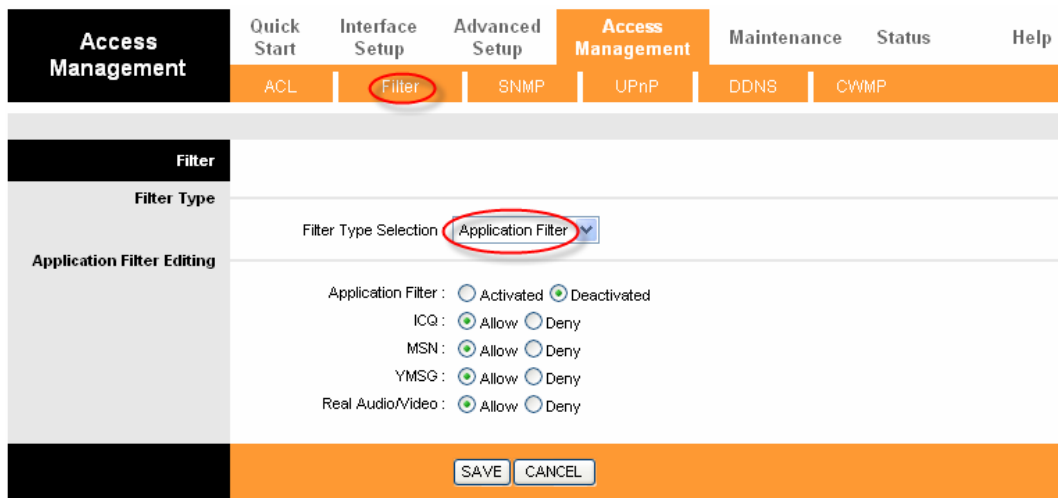 Access Management
Quick Start
Interface Setup
Advanced Setup
Access Management
Maintenance
Status
Help
ACL
Filter
SNMP
UPnP
DDNS
CWMP
Filter
Filter Type
Filter Type Selection Application Filter
Application Filter Editing
Application Filter : Activated Deactivated
ICQ : Allow Deny
MSN : Allow Deny
YMSG : Allow Deny
Real Audio/Video : Allow Deny
SAVE CANCEL